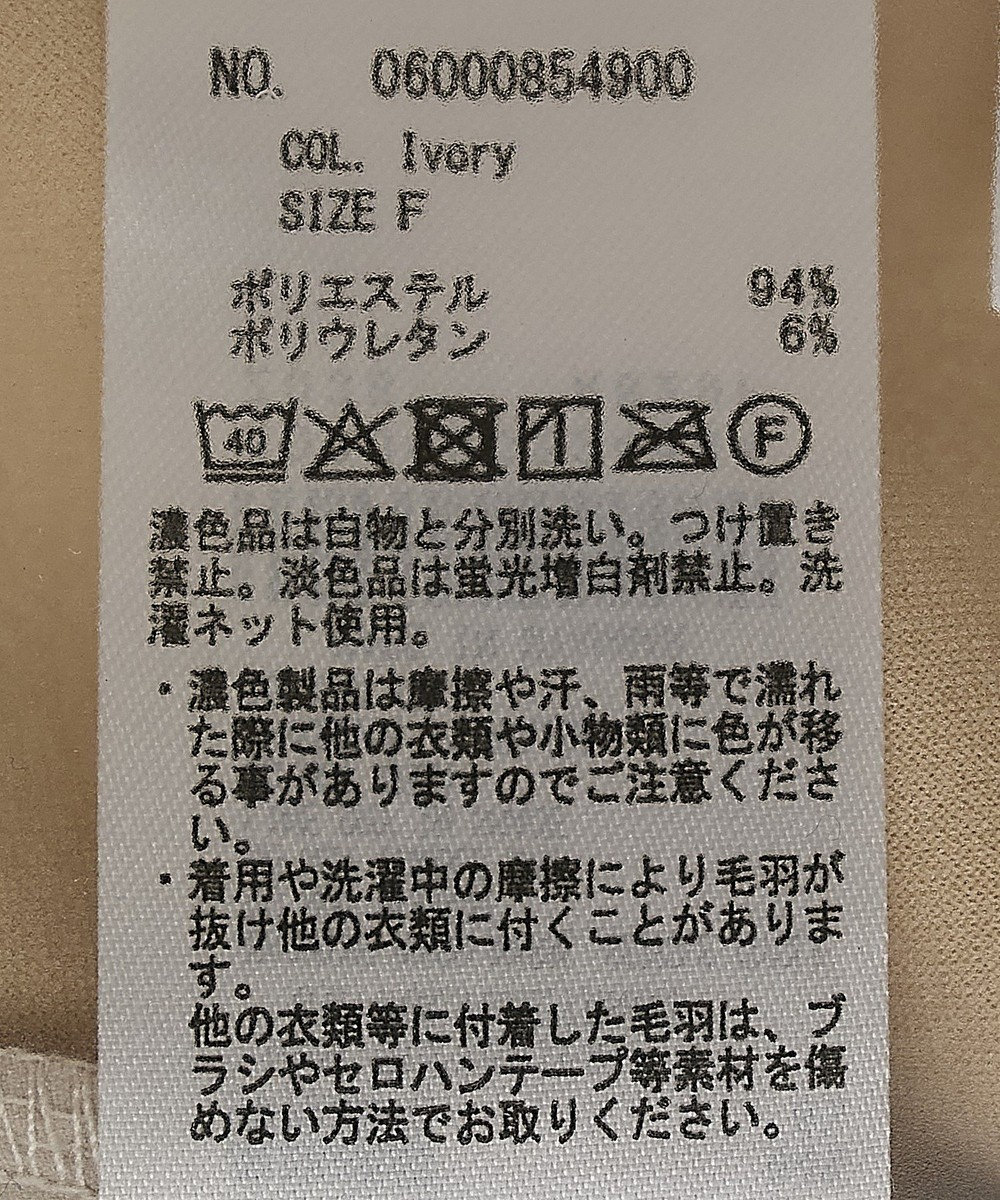 NO. 06000854900
COL. Ivory
SIZE F
ポリエステル 94%
ポリウレタン 6%
40 F
濃色品は白物と分別洗い。つけ置き
禁止。淡色品は蛍光増白剤禁止。洗
濯ネット使用。
・濃色製品は摩擦や汗、雨等で濡れ
た際に他の衣類や小物類に色が移
る事がありますのでご注意くださ
い。
・着用や洗濯中の摩擦により毛羽が
抜け他の衣類に付くことがありま
す。
他の衣類等に付着した毛羽は、ブ
ラシやセロハンテープ等素材を傷
めない方法でお取りください。